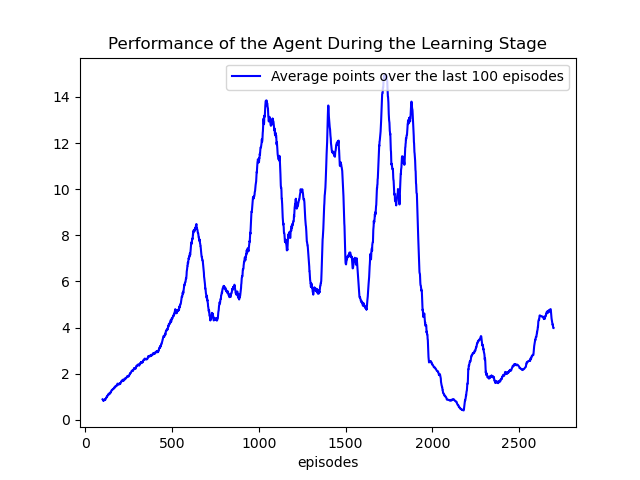 Performance of the Agent During the Learning Stage
Average points over the last 100 episodes
14
12
10
8
6
4
2
0
0 500 1000 1500 2000 2500
episodes